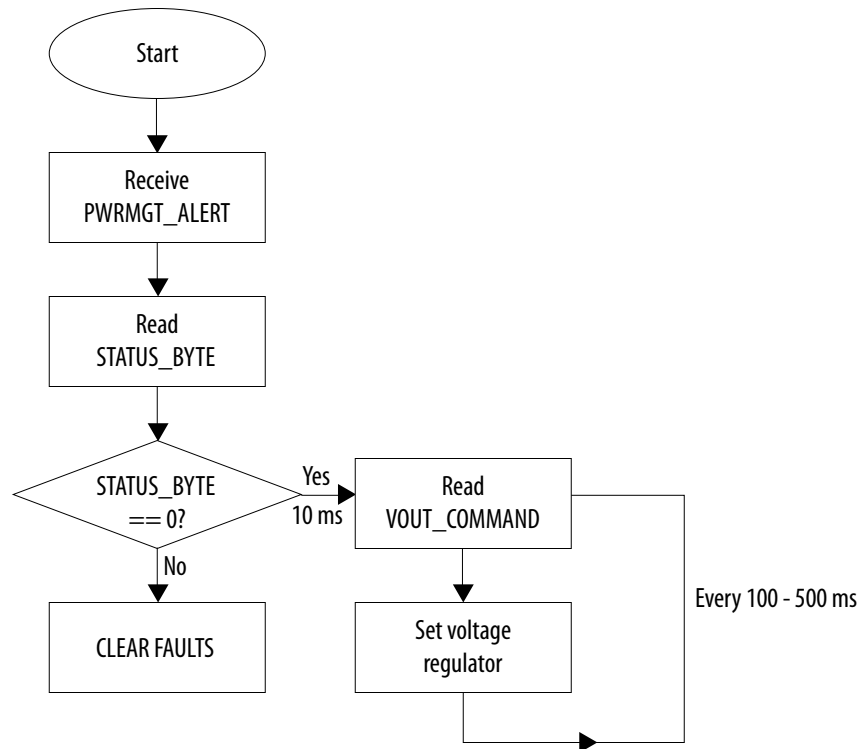 Start
Receive
PWRMGT_ALERT
Read
STATUS_BYTE
STATUS_BYTE
== 0?
Yes
10 ms
No
CLEAR FAULTS
Read
VOUT_COMMAND
Set voltage
regulator
Every 100 - 500 ms